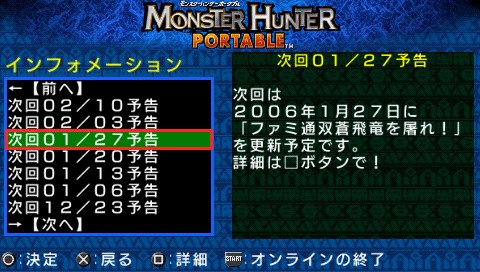 モンスターハンターポータブル
MONSTER HUNTER
PORTABLE™
インフォメーション
←【前へ】
次回02／10予告
次回02／03予告
次回01／27予告
次回01／20予告
次回01／13予告
次回01／06予告
次回12／23予告
→【次へ】
次回01／27予告
次回は
2006年1月27日に
「ファミ通双蒼飛竜を屠れ！」
を更新予定です。
詳細は□ボタンで！
○:決定 ×:戻る □:詳細 START:オンラインの終了